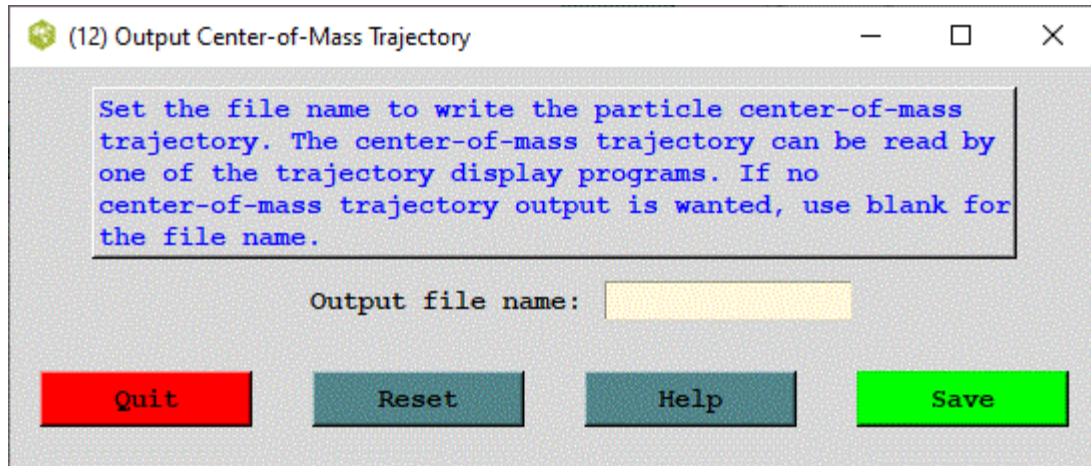 (12) Output Center-of-Mass Trajectory
Set the file name to write the particle center-of-mass
trajectory. The center-of-mass trajectory can be read by
one of the trajectory display programs. If no
center-of-mass trajectory output is wanted, use blank for
the file name.
Output file name:
Quit Reset Help Save